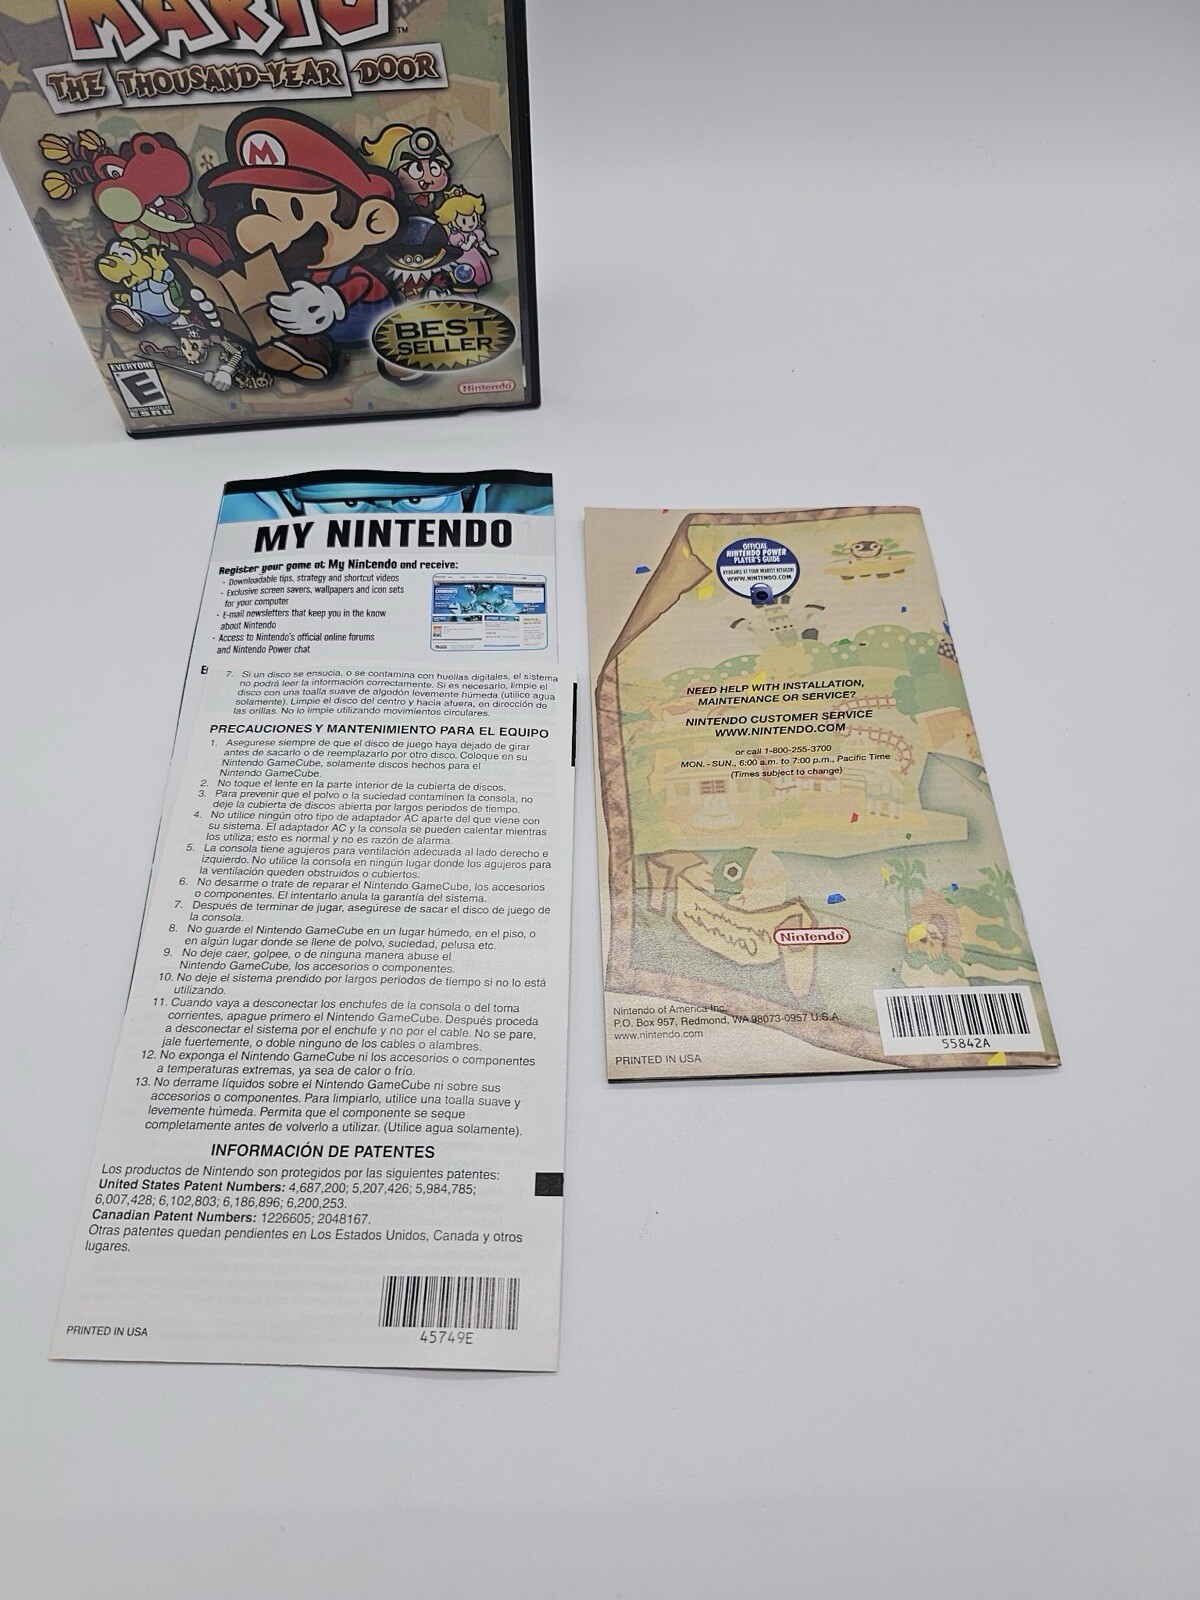 MARIO
TM
THE THOUSAND-YEAR DOOR
M
BEST
SELLER
EVERYONE
E
CONTENT RATED BY
ESRB
Nintendo
MY NINTENDO
Register your game at My Nintendo and receive:
- Downloadable tips, strategy and shortcut videos
- Exclusive screen savers, wallpapers and icon sets
for your computer
- E-mail newsletters that keep you in the know
about Nintendo
- Access to Nintendo's official online forums
and Nintendo Power chat
7. Si un disco se ensucia, o se contamina con huellas digitales, el sistema
no podrá leer la información correctamente. Si es necesario, limpie el
disco con una toalla suave de algodón levemente húmeda (utilice agua
solamente). Limpie el disco del centro y hacia afuera, en dirección de
las orillas. No lo limpie utilizando movimientos circulares.
PRECAUCIONES Y MANTENIMIENTO PARA EL EQUIPO
1. Asegurese siempre de que el disco de juego haya dejado de girar
antes de sacarlo o de reemplazarlo por otro disco. Coloque en su
Nintendo GameCube, solamente discos hechos para el
Nintendo GameCube.
2. No toque el lente en la parte interior de la cubierta de discos.
3. Para prevenir que el polvo o la suciedad contaminen la consola, no
deje la cubierta de discos abierta por largos periodos de tiempo.
4. No utilice ningún otro tipo de adaptador AC aparte del que viene con
su sistema. El adaptador AC y la consola se pueden calentar mientras
los utiliza; esto es normal y no es razón de alarma.
5. La consola tiene agujeros para ventilación adecuada al lado derecho e
izquierdo. No utilice la consola en ningún lugar donde los agujeros para
la ventilación queden obstruidos o cubiertos.
6. No desarme o trate de reparar el Nintendo GameCube, los accesorios
o componentes. El intentarlo anula la garantía del sistema.
7. Después de terminar de jugar, asegúrese de sacar el disco de juego de
la consola.
8. No guarde el Nintendo GameCube en un lugar húmedo, en el piso, o
en algún lugar donde se llene de polvo, suciedad, pelusa etc.
9. No deje caer, golpee, o de ninguna manera abuse el
Nintendo GameCube, los accesorios o componentes.
10. No deje el sistema prendido por largos periodos de tiempo si no lo está
utilizando.
11. Cuando vaya a desconectar los enchufes de la consola o del toma
corrientes, apague primero el Nintendo GameCube. Después proceda
a desconectar el sistema por el enchufe y no por el cable. No se pare,
jale fuertemente, o doble ninguno de los cables o alambres.
12. No exponga el Nintendo GameCube ni los accesorios o componentes
a temperaturas extremas, ya sea de calor o frío.
13. No derrame líquidos sobre el Nintendo GameCube ni sobre sus
accesorios o componentes. Para limpiarlo, utilice una toalla suave y
levemente húmeda. Permita que el componente se seque
completamente antes de volverlo a utilizar. (Utilice agua solamente).
INFORMACIÓN DE PATENTES
Los productos de Nintendo son protegidos por las siguientes patentes:
United States Patent Numbers: 4,687,200; 5,207,426; 5,984,785;
6,007,428; 6,102,803; 6,186,896; 6,200,253.
Canadian Patent Numbers: 1226605; 2048167.
Otras patentes quedan pendientes en Los Estados Unidos, Canada y otros
lugares.
PRINTED IN USA
45749E
OFFICIAL
NINTENDO POWER
PLAYER'S GUIDE
AVAILABLE AT YOUR NEAREST RETAILER!
WWW.NINTENDO.COM
NEED HELP WITH INSTALLATION,
MAINTENANCE OR SERVICE?
NINTENDO CUSTOMER SERVICE
WWW.NINTENDO.COM
or call 1-800-255-3700
MON. - SUN., 6:00 a.m. to 7:00 p.m., Pacific Time
(Times subject to change)
Nintendo
Nintendo of America Inc.
P.O. Box 957, Redmond, WA 98073-0957 U.S.A.
www.nintendo.com
PRINTED IN USA
55842A